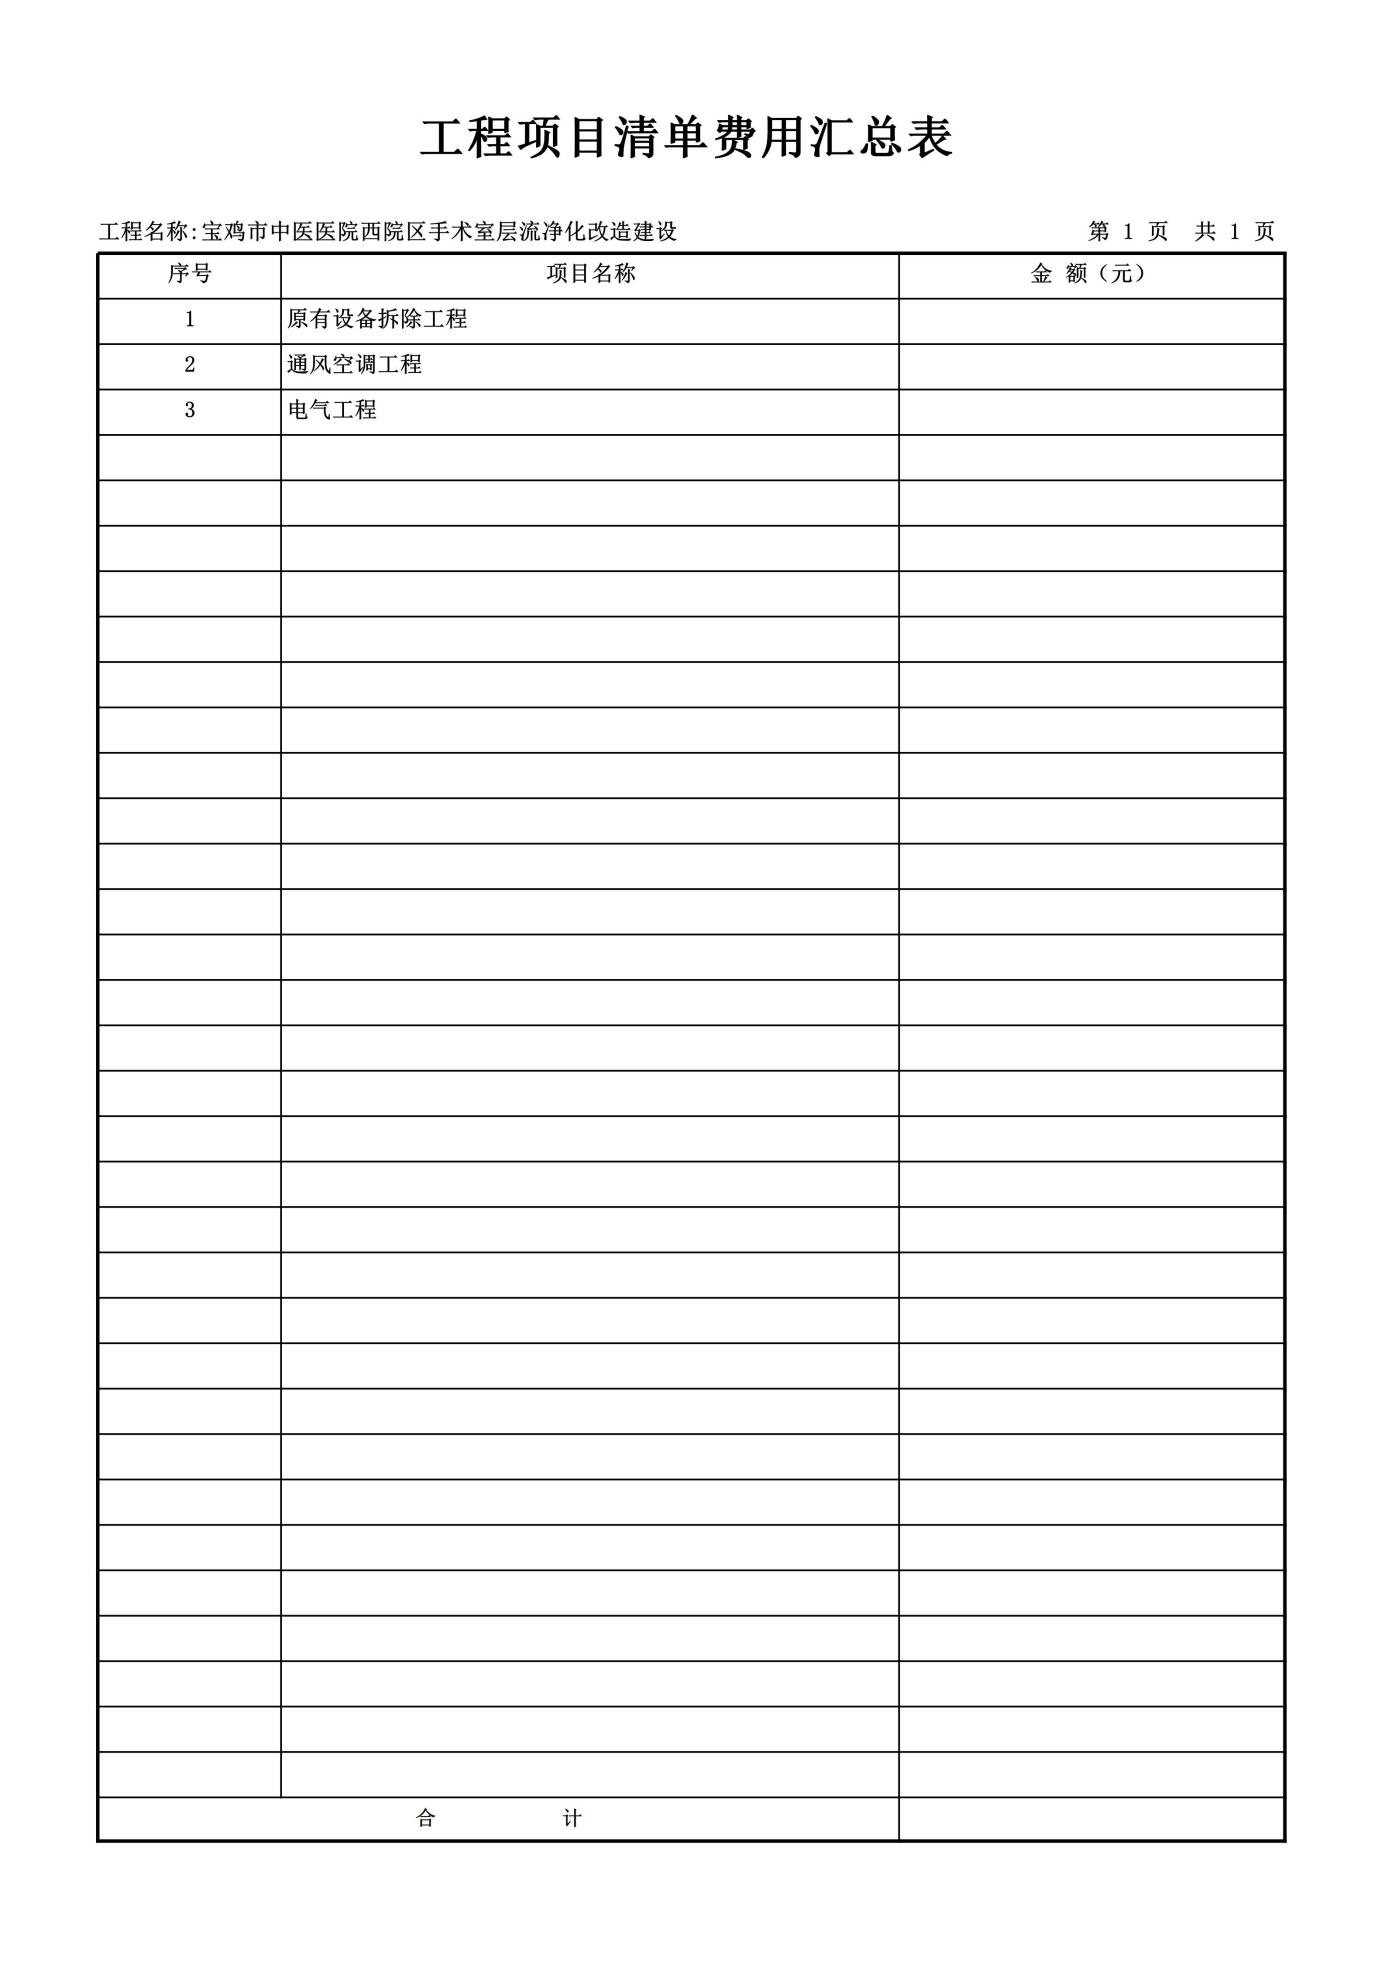 工程项目清单费用汇总表
工程名称:宝鸡市中医医院西院区手术室层流净化改造建设 第 1 页 共 1 页
序号 项目名称 金 额（元）
1 原有设备拆除工程
2 通风空调工程
3 电气工程
合 计